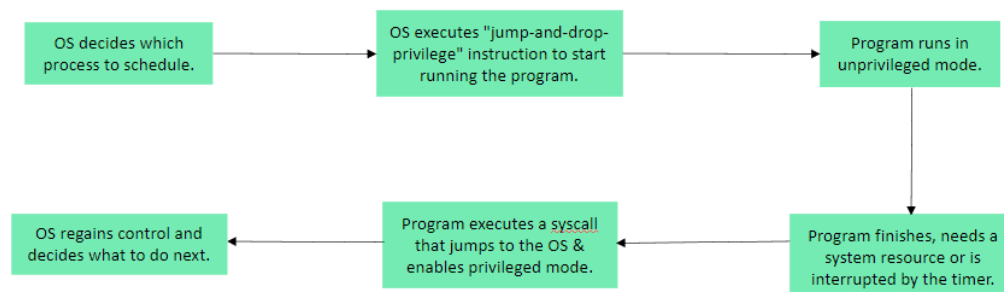 OS decides which
process to schedule.
OS executes "jump-and-drop-
privilege" instruction to start
running the program.
Program runs in
unprivileged mode.
Program finishes, needs a
system resource or is
interrupted by the timer.
Program executes a syscall
that jumps to the OS &
enables privileged mode.
OS regains control and
decides what to do next.